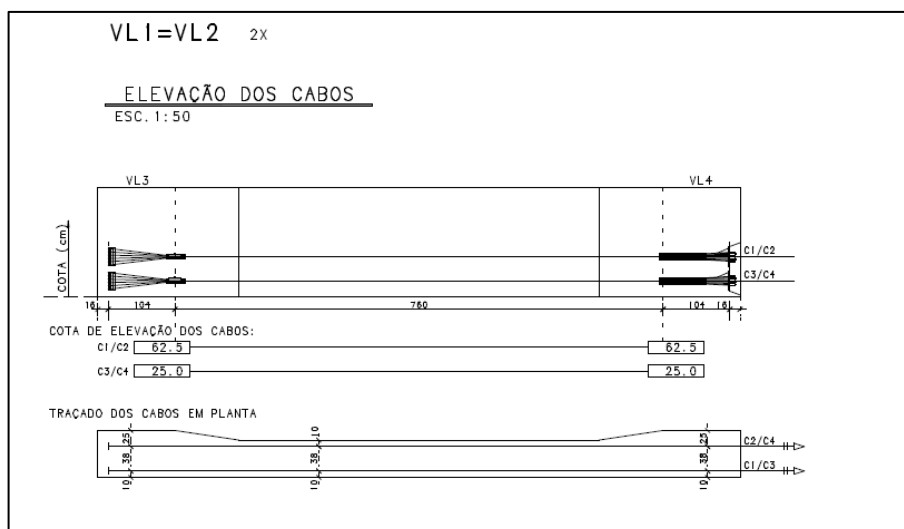 VL1=VL2 2X
ELEVAÇÃO DOS CABOS
ESC. 1:50
VL3 VL4
COTA (cm)
C1/C2
C3/C4
16 104 760 104 16
COTA DE ELEVAÇÃO DOS CABOS:
C1/C2 62.5 62.5
C3/C4 25.0 25.0
TRAÇADO DOS CABOS EM PLANTA
25 10 25 C2/C4
38 38 38 C1/C3
10 10 10